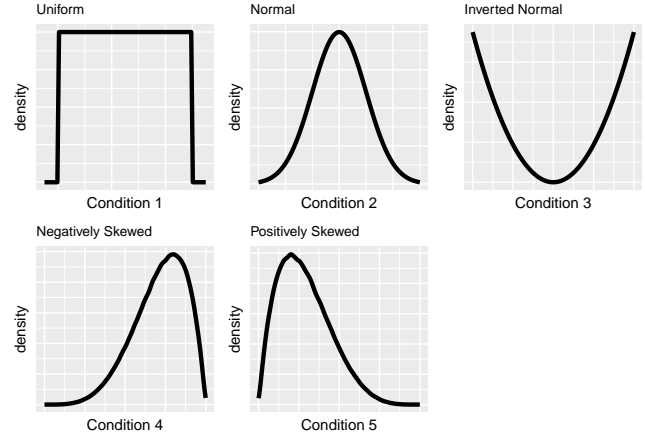 Uniform
density
Condition 1
Normal
density
Condition 2
Inverted Normal
density
Condition 3
Negatively Skewed
density
Condition 4
Positively Skewed
density
Condition 5